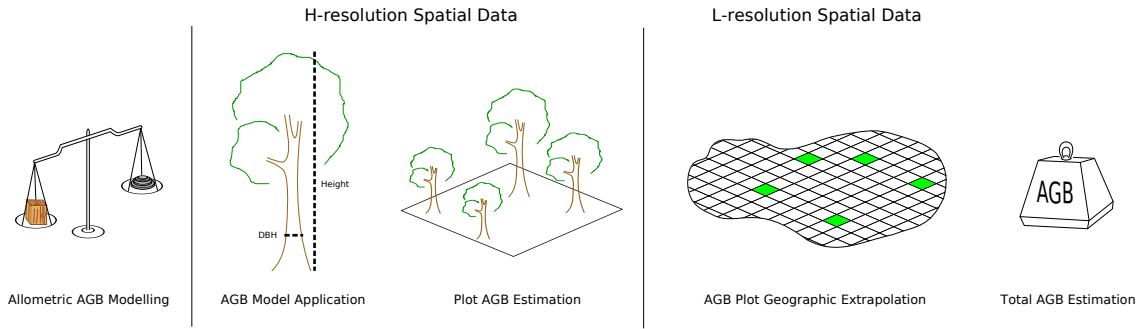 H-resolution Spatial Data
L-resolution Spatial Data
Height
DBH
AGB
Allometric AGB Modelling
AGB Model Application
Plot AGB Estimation
AGB Plot Geographic Extrapolation
Total AGB Estimation